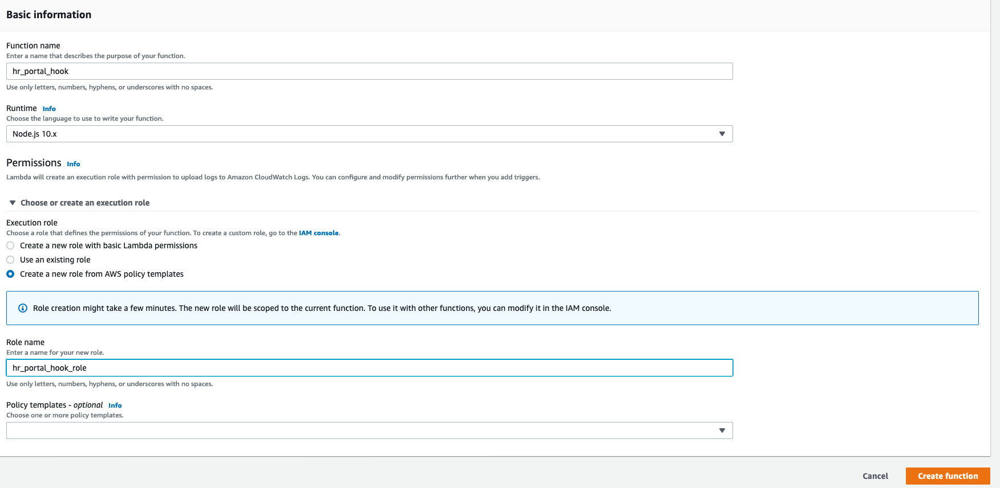 Basic information
Function name
Enter a name that describes the purpose of your function.
hr_portal_hook
Use only letters, numbers, hyphens, or underscores with no spaces.
Runtime Info
Choose the language to use to write your function.
Node.js 10.x
Permissions Info
Lambda will create an execution role with permission to upload logs to Amazon CloudWatch Logs. You can configure and modify permissions further when you add triggers.
Choose or create an execution role
Execution role
Choose a role that defines the permissions of your function. To create a custom role, go to the IAM console.
Create a new role with basic Lambda permissions
Use an existing role
Create a new role from AWS policy templates
Role creation might take a few minutes. The new role will be scoped to the current function. To use it with other functions, you can modify it in the IAM console.
Role name
Enter a name for your new role.
hr_portal_hook_role
Use only letters, numbers, hyphens, or underscores with no spaces.
Policy templates - optional Info
Choose one or more policy templates.
Cancel Create function